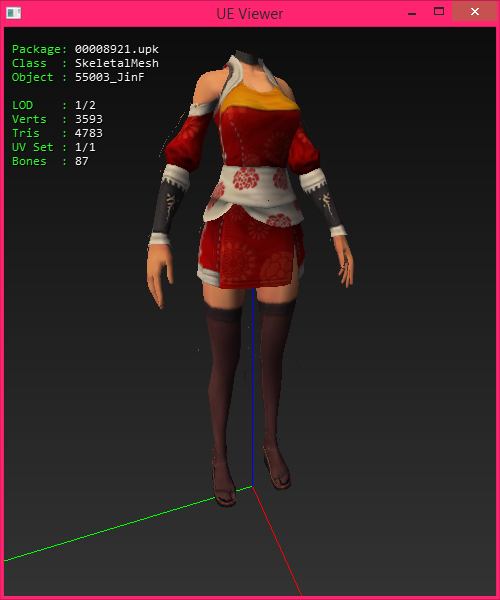 UE Viewer
Package: 00008921.upk
Class : SkeletalMesh
Object : 55003_JinF
LOD : 1/2
Verts : 3593
Tris : 4783
UV Set : 1/1
Bones : 87